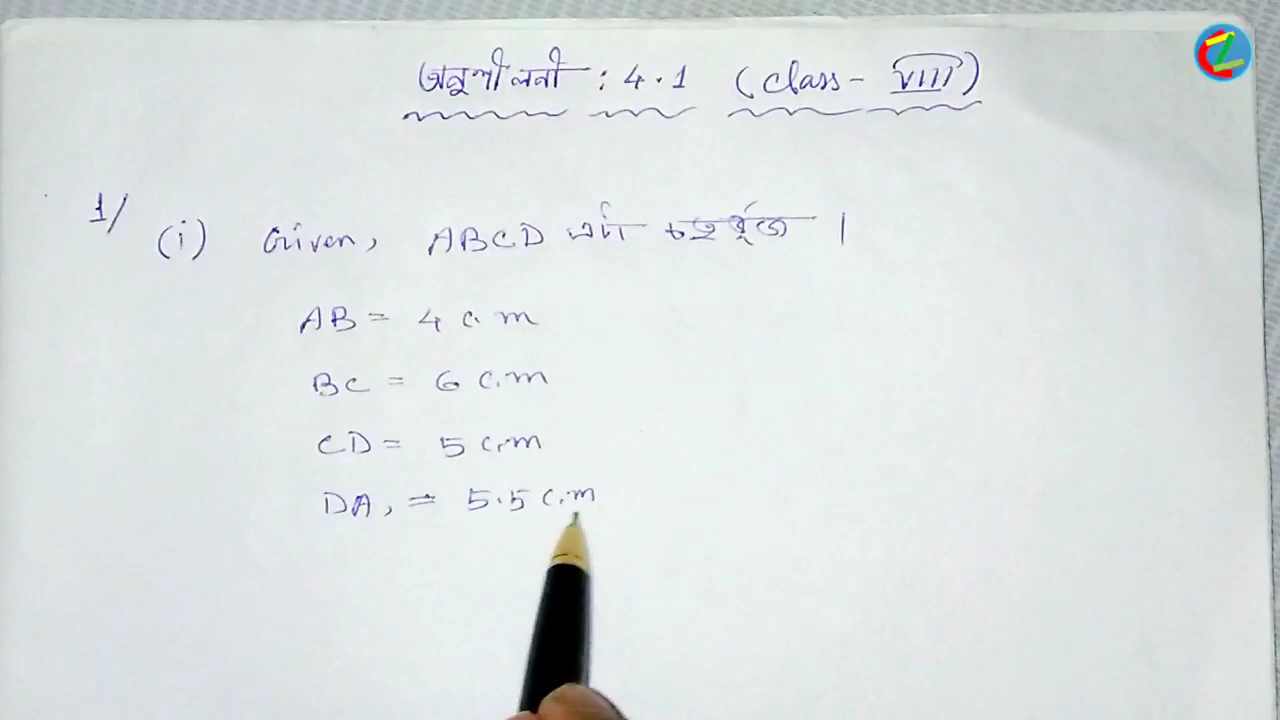 অনুশীলনী : 4.1 (Class - VIII)
1/ (i) Given, ABCD এটা চতুৰ্ভুজ ।
AB = 4 c.m
BC = 6 c.m
CD = 5 c.m
DA, = 5.5 c.m